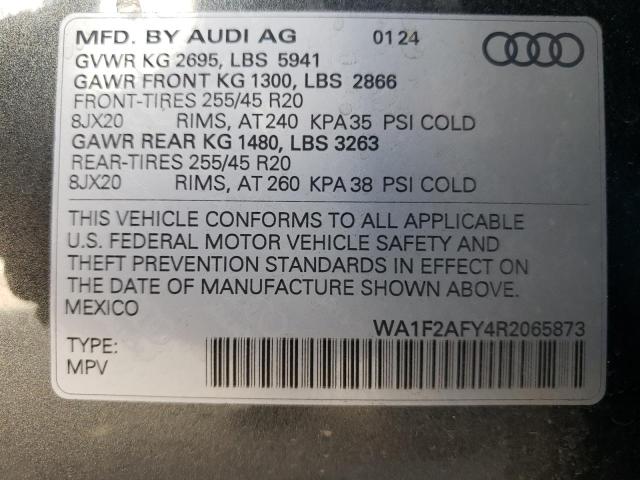 MFD. BY AUDI AG 01 24
GVWR KG 2695, LBS 5941
GAWR FRONT KG 1300, LBS 2866
FRONT-TIRES 255/45 R20
8JX20 RIMS, AT 240 KPA 35 PSI COLD
GAWR REAR KG 1480, LBS 3263
REAR-TIRES 255/45 R20
8JX20 RIMS, AT 260 KPA 38 PSI COLD
THIS VEHICLE CONFORMS TO ALL APPLICABLE
U.S. FEDERAL MOTOR VEHICLE SAFETY AND
THEFT PREVENTION STANDARDS IN EFFECT ON
THE DATE OF MANUFACTURE SHOWN ABOVE.
MEXICO
WA1F2AFY4R2065873
TYPE:
MPV